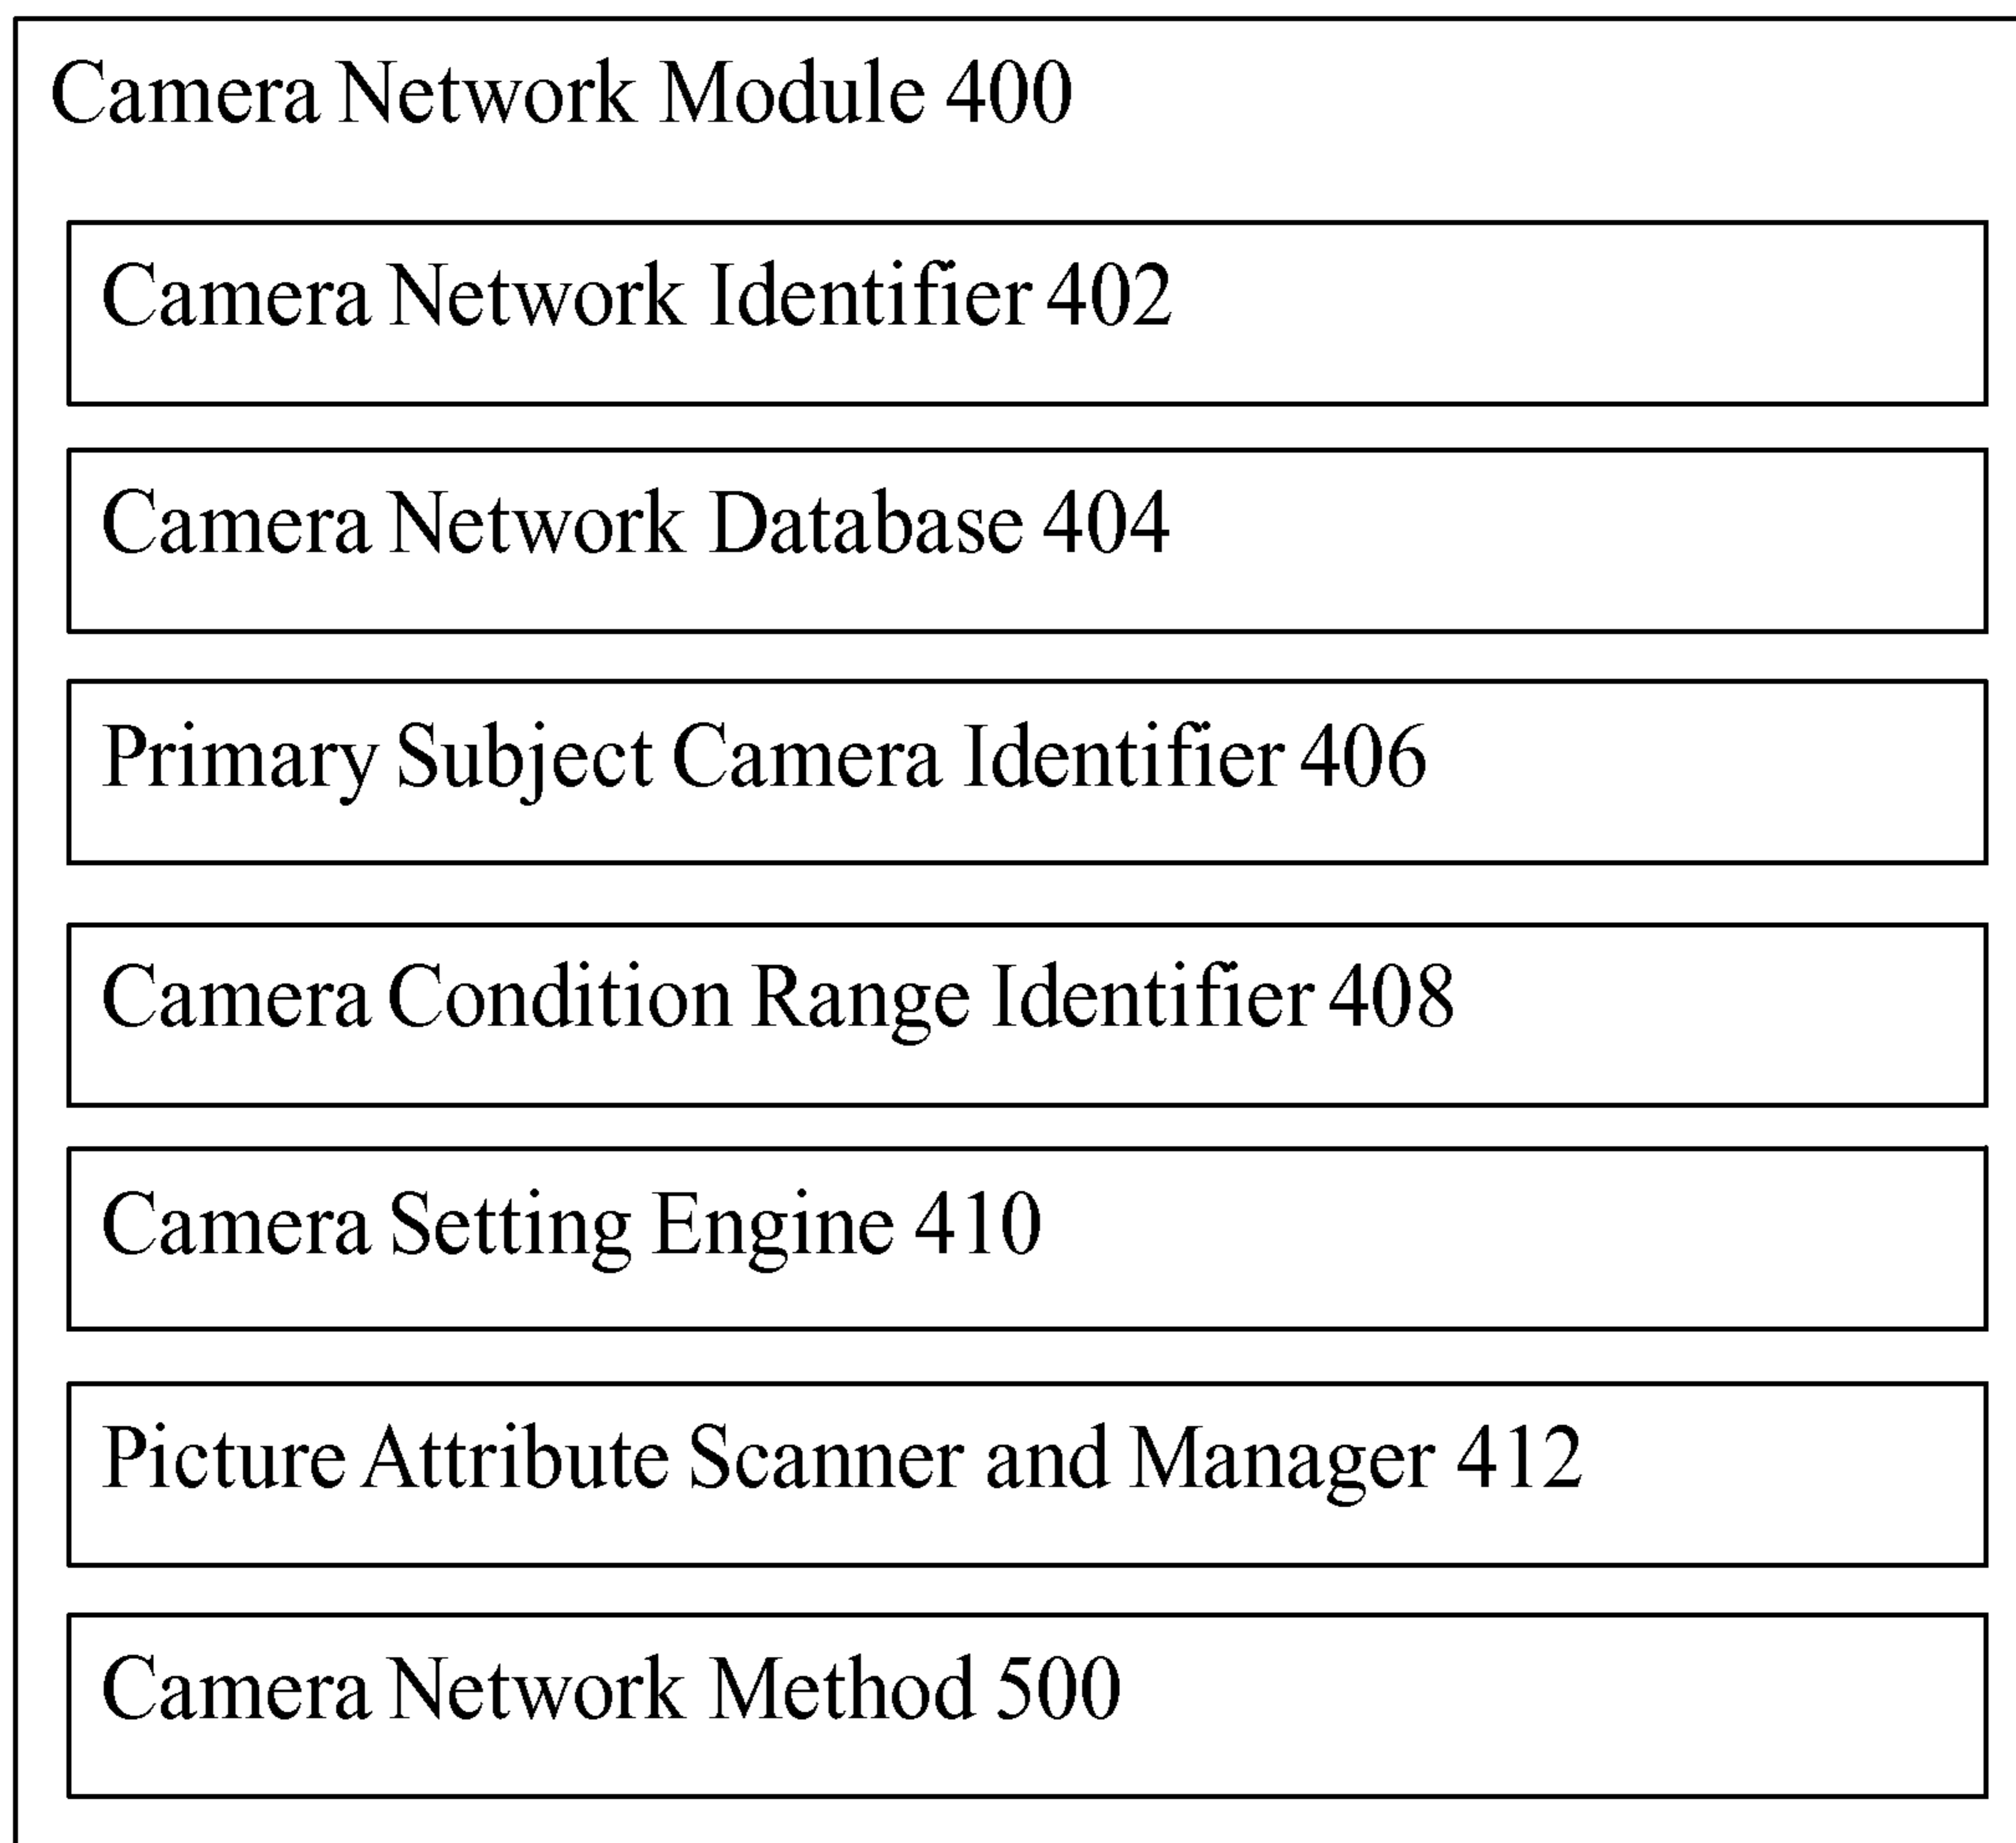 Camera Network Module 400
Camera Network Identifier 402
Camera Network Database 404
Primary Subject Camera Identifier 406
Camera Condition Range Identifier 408
Camera Setting Engine 410
Picture Attribute Scanner and Manager 412
Camera Network Method 500